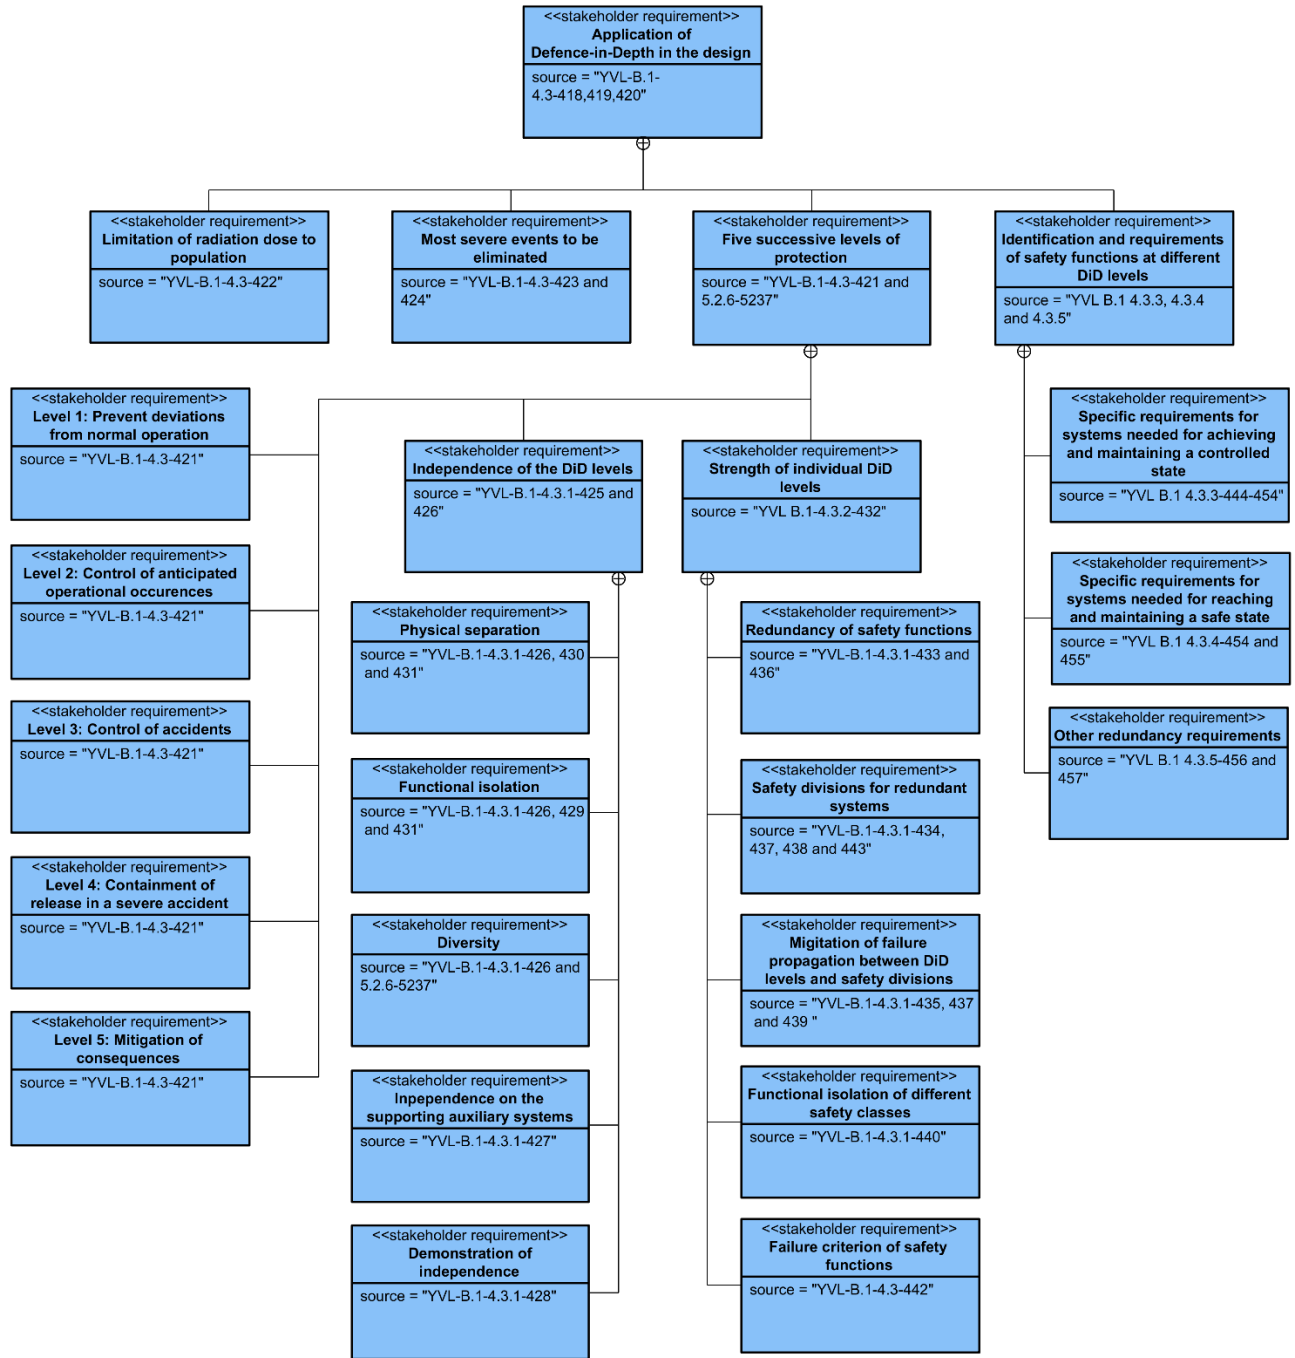 <<stakeholder requirement>>
Application of
Defence-in-Depth in the design
source = "YVL-B.1-
4.3-418,419,420"
<<stakeholder requirement>>
Limitation of radiation dose to
population
source = "YVL-B.1-4.3-422"
<<stakeholder requirement>>
Most severe events to be
eliminated
source = "YVL-B.1-4.3-423 and
424"
<<stakeholder requirement>>
Five successive levels of
protection
source = "YVL-B.1-4.3-421 and
5.2.6-5237"
<<stakeholder requirement>>
Identification and requirements
of safety functions at different
DiD levels
source = "YVL B.1 4.3.3, 4.3.4
and 4.3.5"
<<stakeholder requirement>>
Level 1: Prevent deviations
from normal operation
source = "YVL-B.1-4.3-421"
<<stakeholder requirement>>
Level 2: Control of anticipated
operational occurences
source = "YVL-B.1-4.3-421"
<<stakeholder requirement>>
Level 3: Control of accidents
source = "YVL-B.1-4.3-421"
<<stakeholder requirement>>
Level 4: Containment of
release in a severe accident
source = "YVL-B.1-4.3-421"
<<stakeholder requirement>>
Level 5: Mitigation of
consequences
source = "YVL-B.1-4.3-421"
<<stakeholder requirement>>
Independence of the DiD levels
source = "YVL-B.1-4.3.1-425 and
426"
<<stakeholder requirement>>
Physical separation
source = "YVL-B.1-4.3.1-426, 430
and 431"
<<stakeholder requirement>>
Functional isolation
source = "YVL-B.1-4.3.1-426, 429
and 431"
<<stakeholder requirement>>
Diversity
source = "YVL-B.1-4.3.1-426 and
5.2.6-5237"
<<stakeholder requirement>>
Inpependence on the
supporting auxiliary systems
source = "YVL-B.1-4.3.1-427"
<<stakeholder requirement>>
Demonstration of
independence
source = "YVL-B.1-4.3.1-428"
<<stakeholder requirement>>
Strength of individual DiD
levels
source = "YVL B.1-4.3.2-432"
<<stakeholder requirement>>
Redundancy of safety functions
source = "YVL-B.1-4.3.1-433 and
436"
<<stakeholder requirement>>
Safety divisions for redundant
systems
source = "YVL-B.1-4.3.1-434,
437, 438 and 443"
<<stakeholder requirement>>
Migitation of failure
propagation between DiD
levels and safety divisions
source = "YVL-B.1-4.3.1-435, 437
and 439 "
<<stakeholder requirement>>
Functional isolation of different
safety classes
source = "YVL-B.1-4.3.1-440"
<<stakeholder requirement>>
Failure criterion of safety
functions
source = "YVL-B.1-4.3-442"
<<stakeholder requirement>>
Specific requirements for
systems needed for achieving
and maintaining a controlled
state
source = "YVL B.1 4.3.3-444-454"
<<stakeholder requirement>>
Specific requirements for
systems needed for reaching
and maintaining a safe state
source = "YVL B.1 4.3.4-454 and
455"
<<stakeholder requirement>>
Other redundancy requirements
source = "YVL B.1 4.3.5-456 and
457"